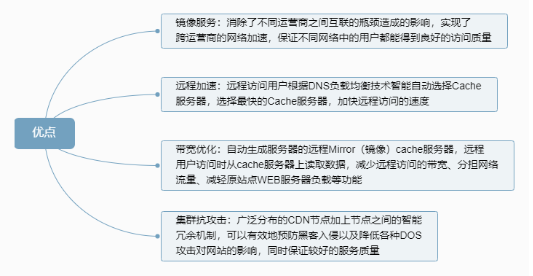 优点
镜像服务：消除了不同运营商之间互联的瓶颈造成的影响，实现了
跨运营商的网络加速，保证不同网络中的用户都能得到良好的访问质量
远程加速：远程访问用户根据DNS负载均衡技术智能自动选择Cache
服务器，选择最快的Cache服务器，加快远程访问的速度
带宽优化：自动生成服务器的远程Mirror（镜像）cache服务器，远程
用户访问时从cache服务器上读取数据，减少远程访问的带宽、分担网络
流量、减轻原站点WEB服务器负载等功能
集群抗攻击：广泛分布的CDN节点加上节点之间的智能
冗余机制，可以有效地预防黑客入侵以及降低各种DOS
攻击对网站的影响，同时保证较好的服务质量